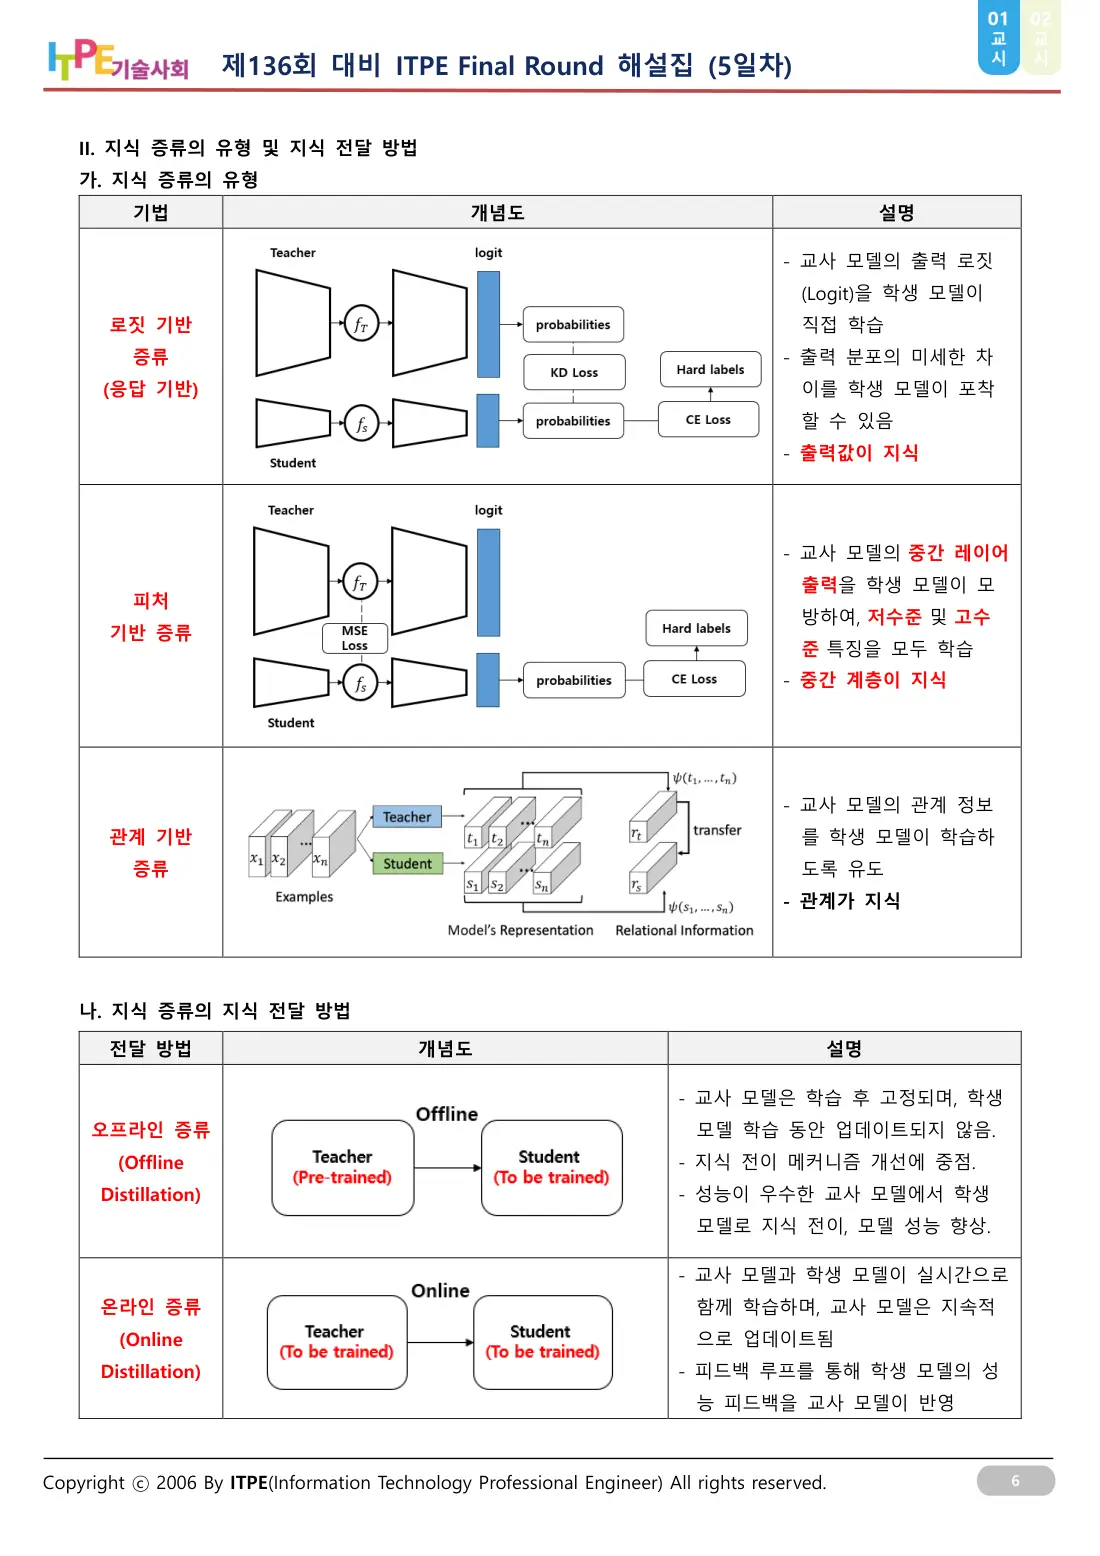 ITPE기술사회
제136회 대비 ITPE Final Round 해설집 (5일차)
01 교시
02 교시
II. 지식 증류의 유형 및 지식 전달 방법
가. 지식 증류의 유형
기법
개념도
설명
로짓 기반
증류
(응답 기반)
Teacher
logit
f_T
probabilities
KD Loss
Hard labels
f_s
probabilities
CE Loss
Student
- 교사 모델의 출력 로짓
(Logit)을 학생 모델이
직접 학습
- 출력 분포의 미세한 차
이를 학생 모델이 포착
할 수 있음
- 출력값이 지식
피처
기반 증류
Teacher
logit
f_T
MSE
Loss
Hard labels
f_s
probabilities
CE Loss
Student
- 교사 모델의 중간 레이어
출력을 학생 모델이 모
방하여, 저수준 및 고수
준 특징을 모두 학습
- 중간 계층이 지식
관계 기반
증류
ψ(t₁, ..., tₙ)
Teacher
t₁ t₂ ... tₙ
r_t
transfer
x₁ x₂ ... xₙ
Student
s₁ s₂ ... sₙ
r_s
Examples
ψ(s₁, ..., sₙ)
Model's Representation
Relational Information
- 교사 모델의 관계 정보
를 학생 모델이 학습하
도록 유도
- 관계가 지식
나. 지식 증류의 지식 전달 방법
전달 방법
개념도
설명
오프라인 증류
(Offline
Distillation)
Offline
Teacher
(Pre-trained)
Student
(To be trained)
- 교사 모델은 학습 후 고정되며, 학생
모델 학습 동안 업데이트되지 않음.
- 지식 전이 메커니즘 개선에 중점.
- 성능이 우수한 교사 모델에서 학생
모델로 지식 전이, 모델 성능 향상.
온라인 증류
(Online
Distillation)
Online
Teacher
(To be trained)
Student
(To be trained)
- 교사 모델과 학생 모델이 실시간으로
함께 학습하며, 교사 모델은 지속적
으로 업데이트됨
- 피드백 루프를 통해 학생 모델의 성
능 피드백을 교사 모델이 반영
Copyright ⓒ 2006 By ITPE(Information Technology Professional Engineer) All rights reserved.
6